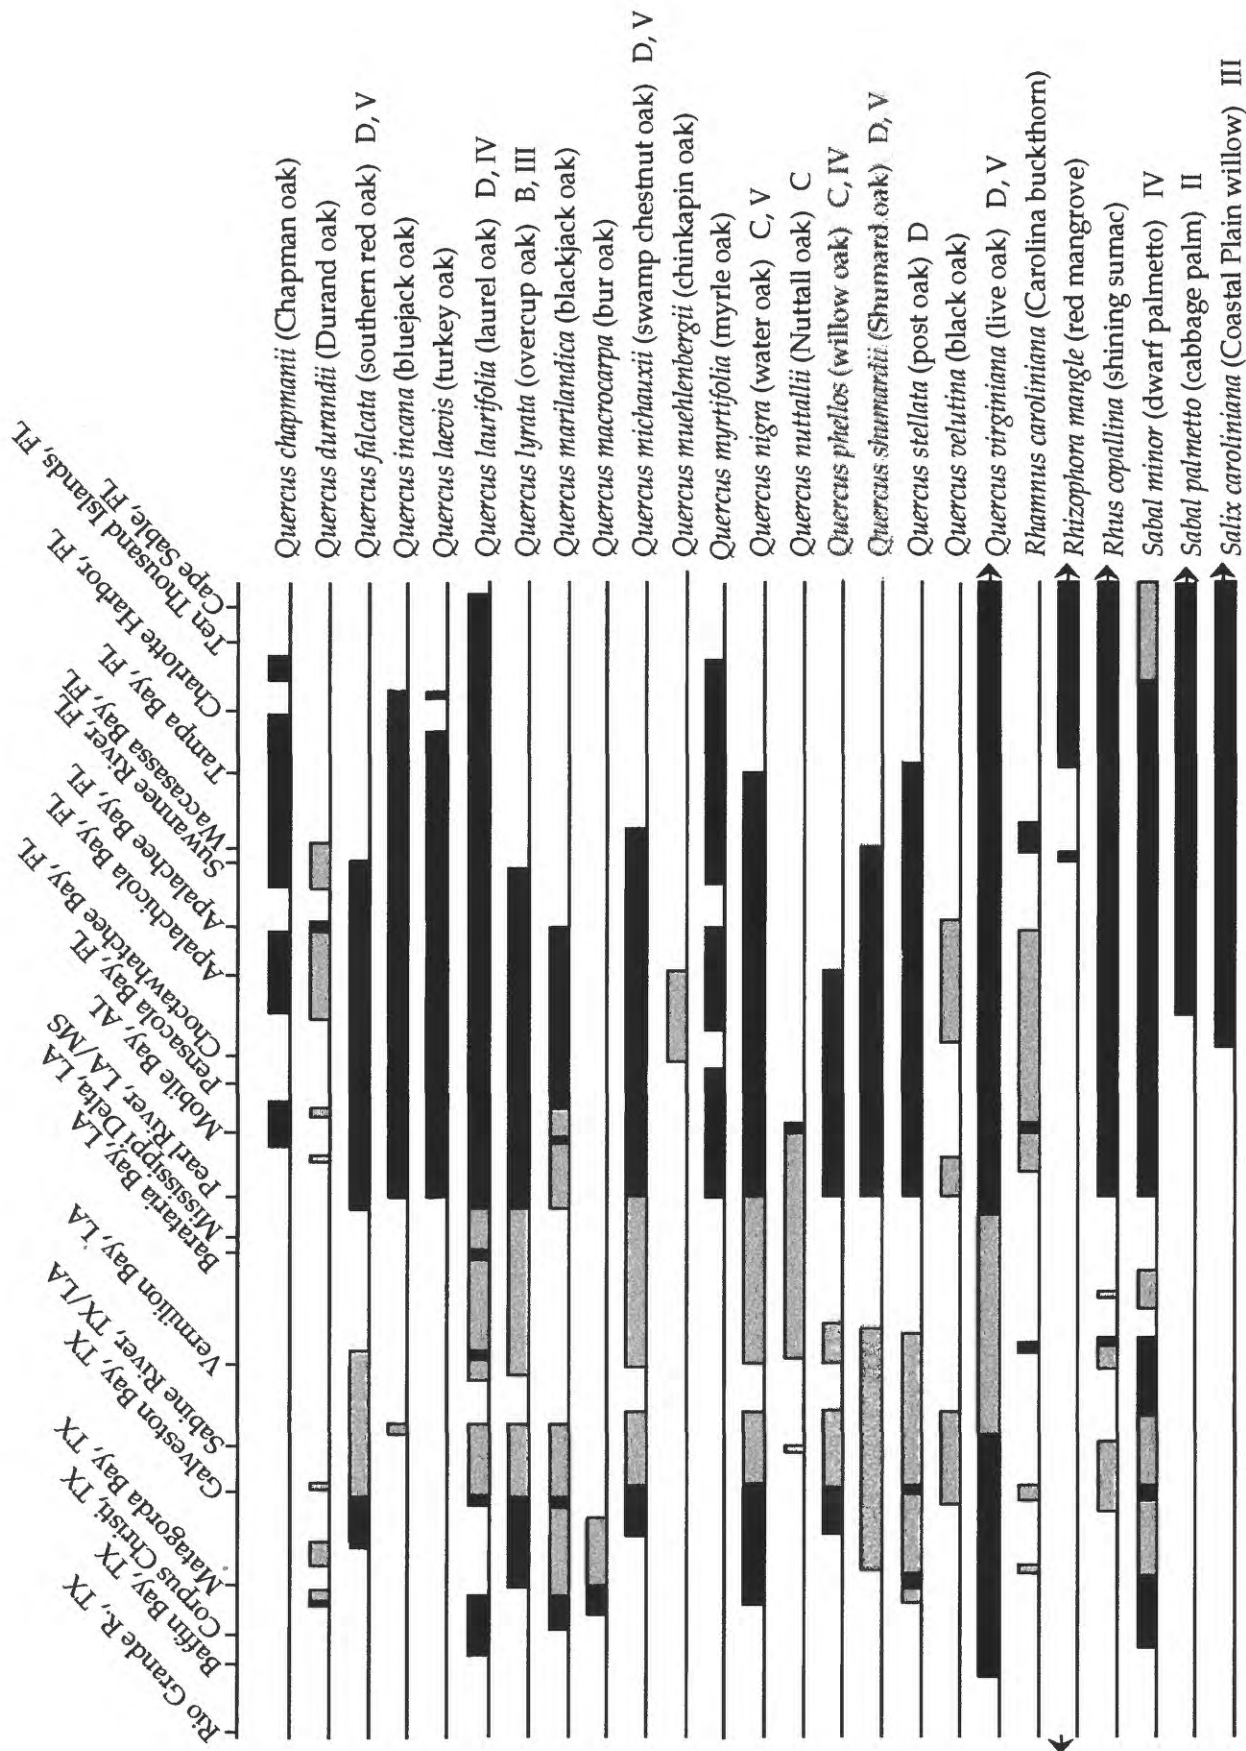 Rio Grande R., TX
Baffin Bay, TX
Corpus Christi, TX
Matagorda Bay, TX
Galveston Bay, TX
Sabine River, TX/LA
Vermilion Bay, LA
Barataria Bay, LA
Mississippi Delta, LA
Pearl River, LA/MS
Mobile Bay, AL
Pensacola Bay, FL
Choctawhatchee Bay, FL
Apalachicola Bay, FL
Apalachee Bay, FL
Suwannee River, FL
Waccasassa Bay, FL
Tampa Bay, FL
Charlotte Harbor, FL
Ten Thousand Islands, FL
Cape Sable, FL
Quercus chapmanii (Chapman oak)
Quercus durandii (Durand oak)
Quercus falcata (southern red oak) D, V
Quercus incana (bluejack oak)
Quercus laevis (turkey oak)
Quercus laurifolia (laurel oak) D, IV
Quercus lyrata (overcup oak) B, III
Quercus marilandica (blackjack oak)
Quercus macrocarpa (bur oak)
Quercus michauxii (swamp chestnut oak) D, V
Quercus muehlenbergii (chinkapin oak)
Quercus myrtifolia (myrle oak)
Quercus nigra (water oak) C, V
Quercus nuttallii (Nuttall oak) C
Quercus phellos (willow oak) C, IV
Quercus shumardii (Shumard oak) D, V
Quercus stellata (post oak) D
Quercus velutina (black oak)
Quercus virginiana (live oak) D, V
Rhamnus caroliniana (Carolina buckthorn)
Rhizophora mangle (red mangrove)
Rhus copallina (shining sumac)
Sabal minor (dwarf palmetto) IV
Sabal palmetto (cabbage palm) II
Salix caroliniana (Coastal Plain willow) III